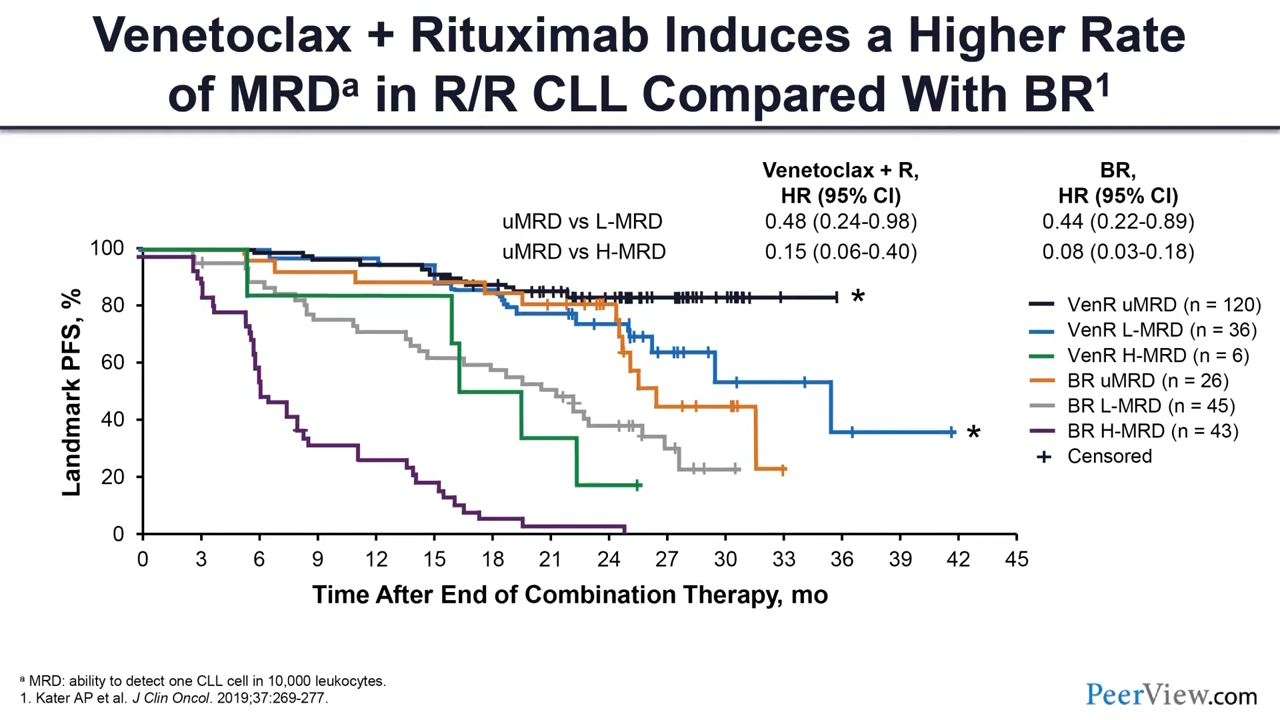 Venetoclax + Rituximab Induces a Higher Rate
of MRDᵃ in R/R CLL Compared With BR¹
Venetoclax + R,
HR (95% CI)
BR,
HR (95% CI)
uMRD vs L-MRD 0.48 (0.24-0.98) 0.44 (0.22-0.89)
uMRD vs H-MRD 0.15 (0.06-0.40) 0.08 (0.03-0.18)
Landmark PFS, %
100
80
60
40
20
0
*
*
VenR uMRD (n = 120)
VenR L-MRD (n = 36)
VenR H-MRD (n = 6)
BR uMRD (n = 26)
BR L-MRD (n = 45)
BR H-MRD (n = 43)
Censored
0 3 6 9 12 15 18 21 24 27 30 33 36 39 42 45
Time After End of Combination Therapy, mo
ᵃ MRD: ability to detect one CLL cell in 10,000 leukocytes.
1. Kater AP et al. J Clin Oncol. 2019;37:269-277.
PeerView.com